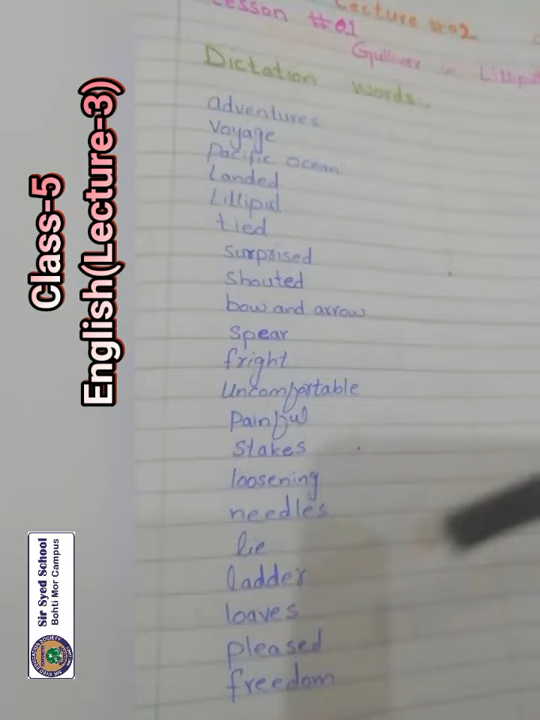 Lesson #01
Lecture #02
Gulliver in Lillip
Dictation Words.
adventures
Voyage
Pacific Ocean
Landed
Lilliput
tied
surprised
shouted
bow and arrow
spear
fright
Uncomfortable
Painful
Stakes
loosening
needles
lie
ladder
loaves
pleased
freedom
Class-5
English(Lecture-3)
Sir Syed School
Bohti Mor Campus